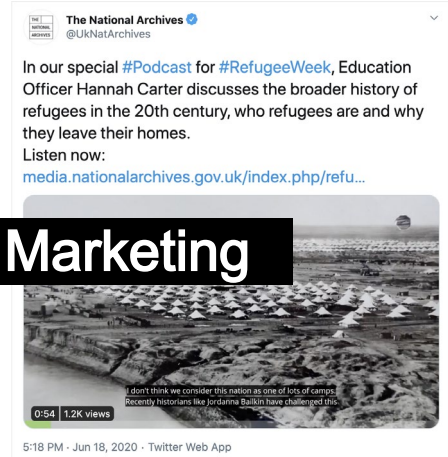 THE
NATIONAL
ARCHIVES
The National Archives
@UkNatArchives
In our special #Podcast for #RefugeeWeek, Education
Officer Hannah Carter discusses the broader history of
refugees in the 20th century, who refugees are and why
they leave their homes.
Listen now:
media.nationalarchives.gov.uk/index.php/refu...
Marketing
I don't think we consider this nation as one of lots of camps.
Recently historians like Jordanna Bailkin have challenged this.
0:54 1.2K views
5:18 PM · Jun 18, 2020 · Twitter Web App